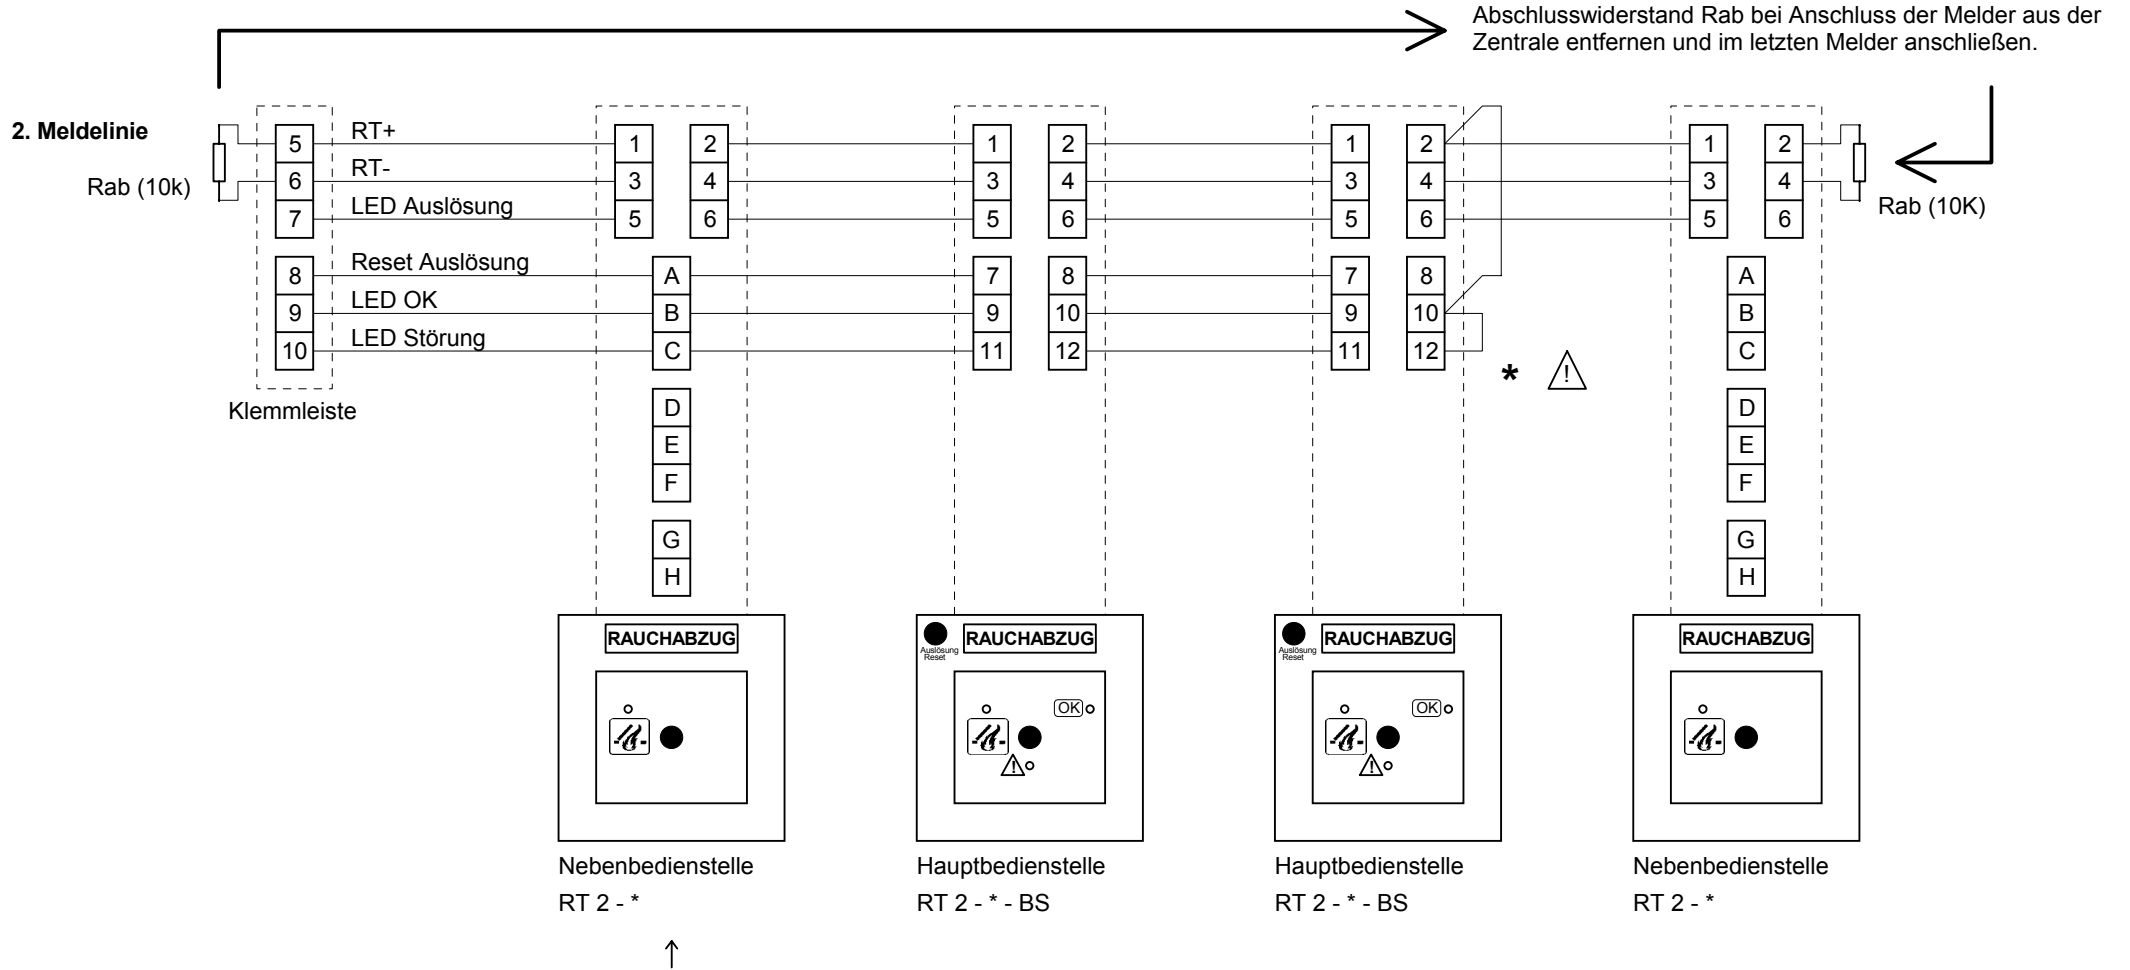 Abschlusswiderstand Rab bei Anschluss der Melder aus der
Zentrale entfernen und im letzten Melder anschließen.
2. Meldelinie
Rab (10k)
5 RT+ 1 2 1 2 1 2 1 2
6 RT- 3 4 3 4 3 4 3 4
7 LED Auslösung 5 6 5 6 5 6 5 6
Rab (10K)
8 Reset Auslösung A 7 8 7 8 A
9 LED OK B 9 10 9 10 B
10 LED Störung C 11 12 11 12 C
* !
Klemmleiste
D D
E E
F F
G G
H H
RAUCHABZUG
Auslösung
Reset
RAUCHABZUG
OK
!
Auslösung
Reset
RAUCHABZUG
OK
!
RAUCHABZUG
Nebenbedienstelle
RT 2 - *
Hauptbedienstelle
RT 2 - * - BS
Hauptbedienstelle
RT 2 - * - BS
Nebenbedienstelle
RT 2 - *